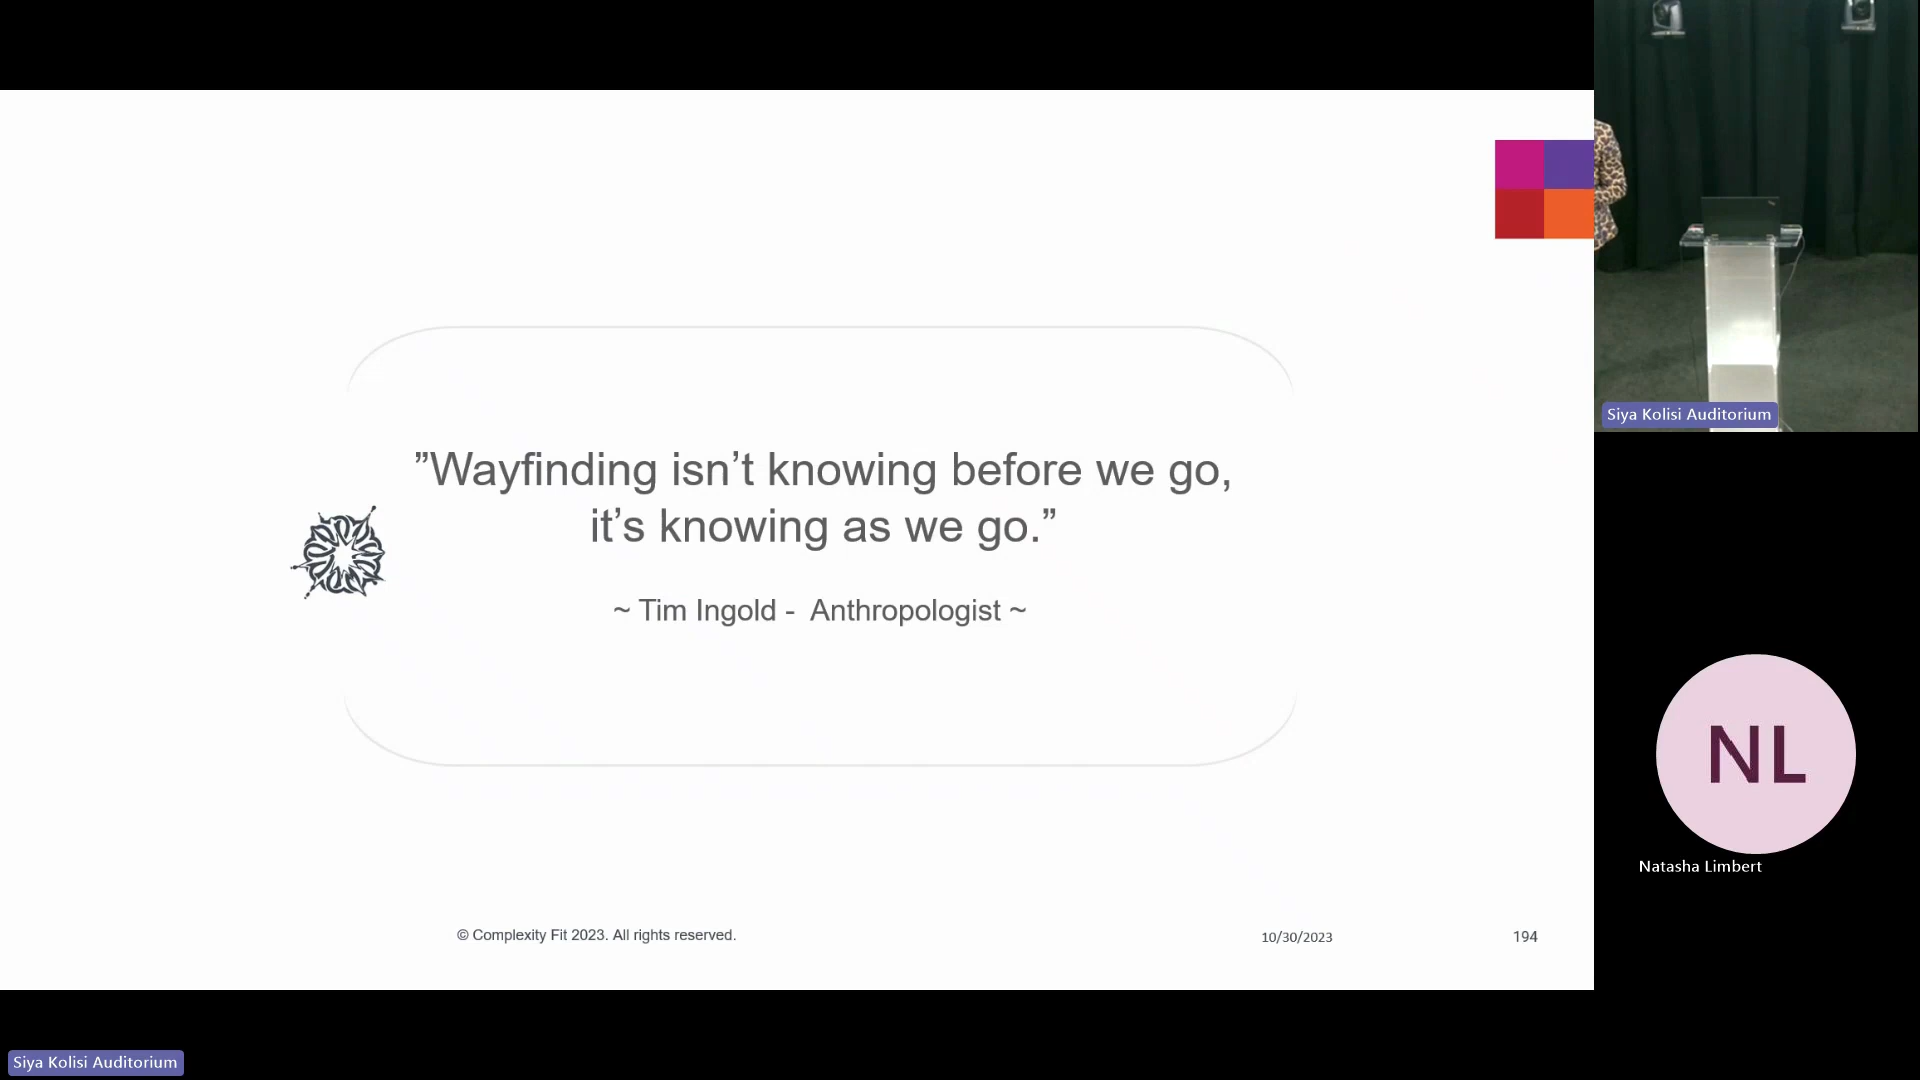 ”Wayfinding isn’t knowing before we go,
it’s knowing as we go.”
~ Tim Ingold - Anthropologist ~
© Complexity Fit 2023. All rights reserved.
10/30/2023
194
Siya Kolisi Auditorium
NL
Natasha Limbert
Siya Kolisi Auditorium